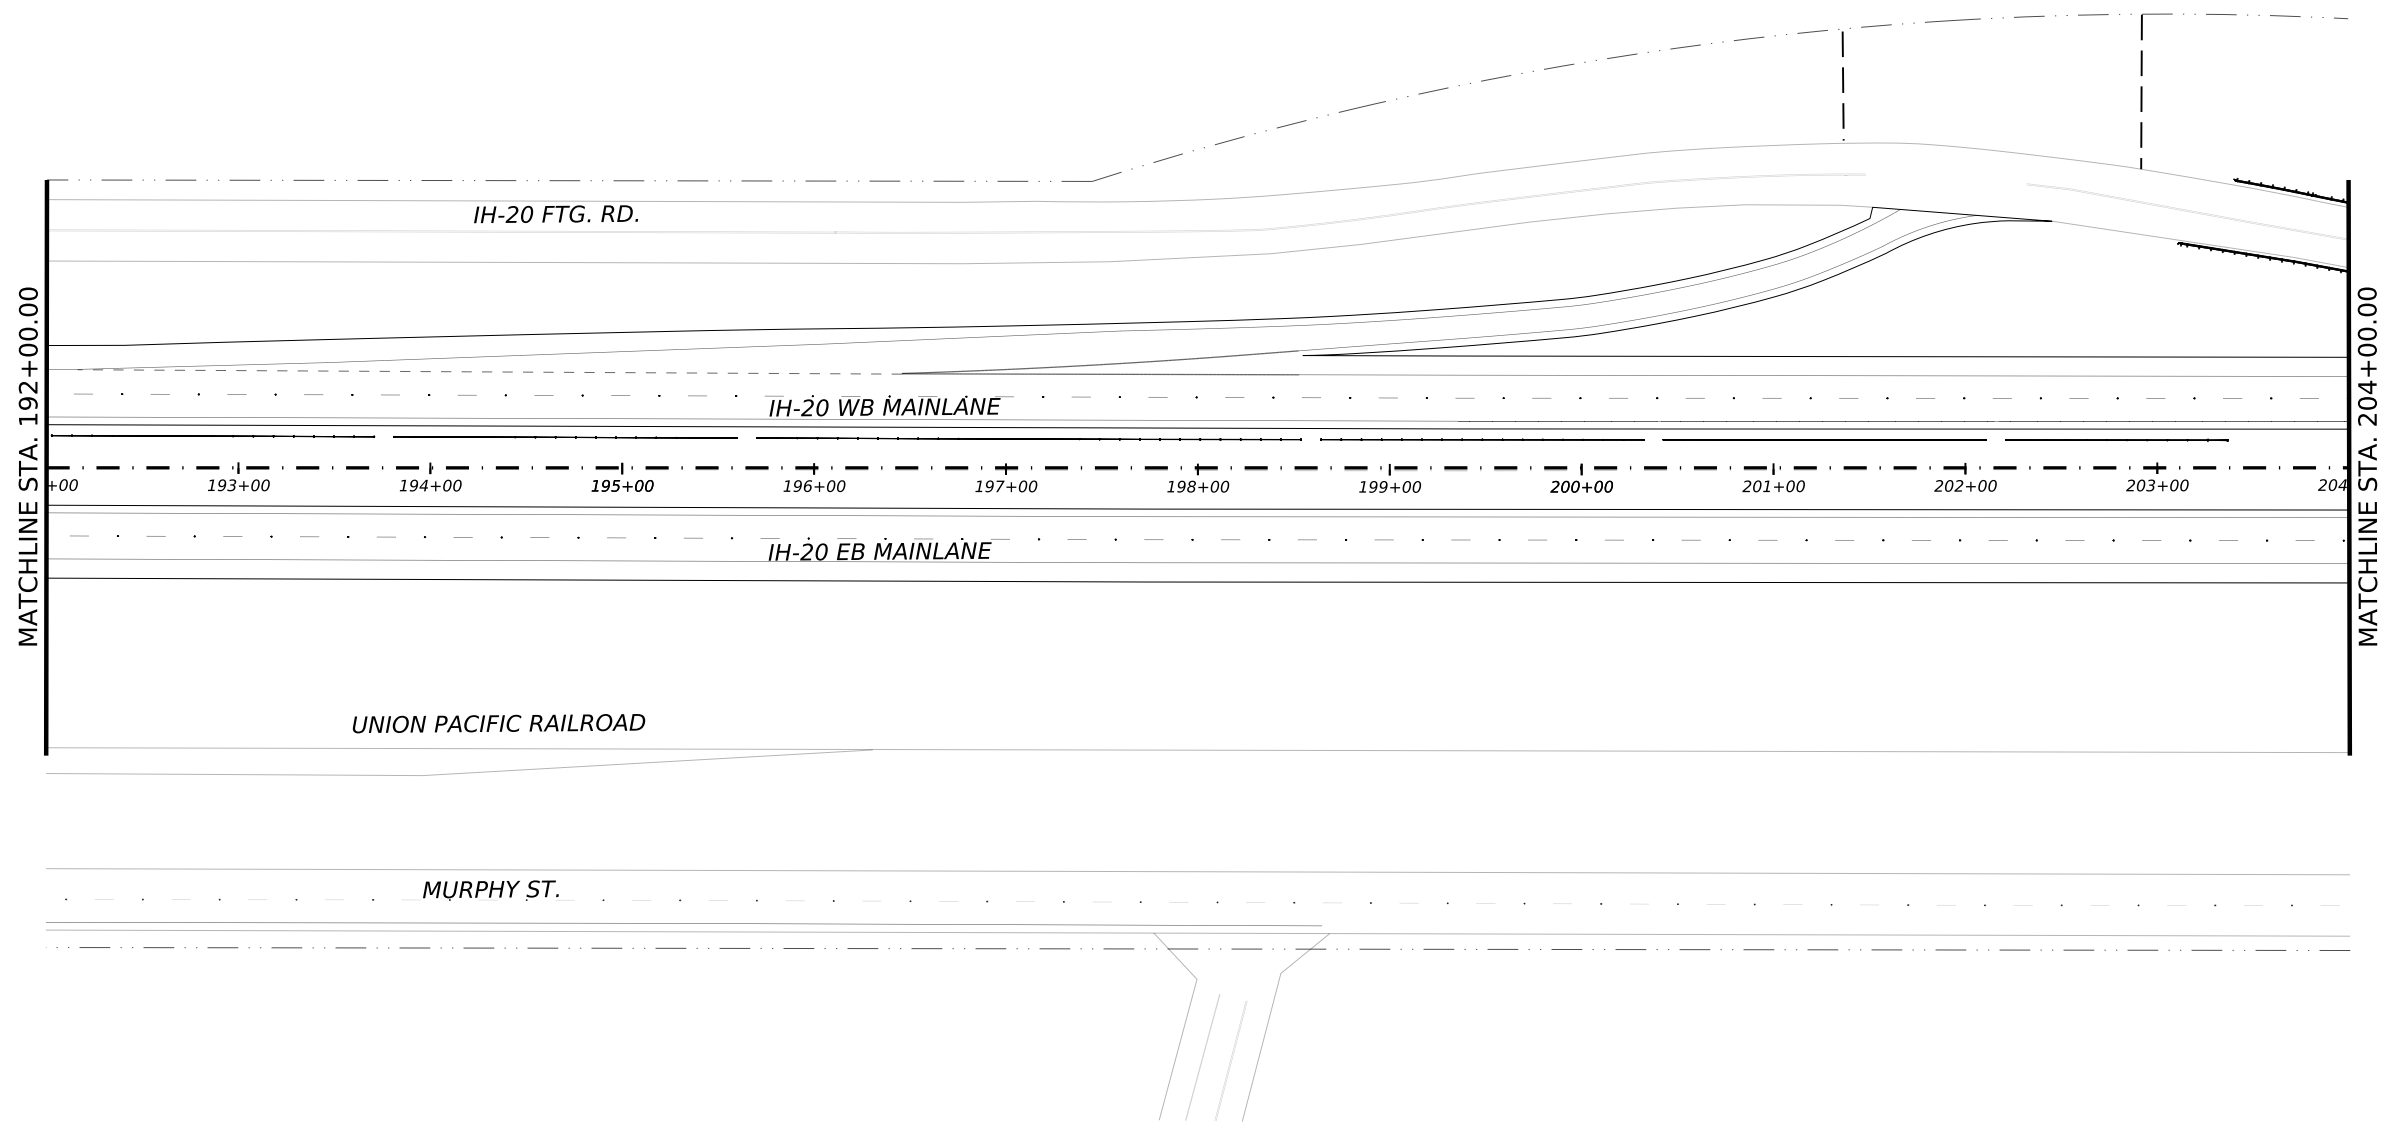 IH-20 FTG. RD.
MATCHLINE STA. 192+00.00
MATCHLINE STA. 204+00.00
IH-20 WB MAINLANE
+00 193+00 194+00 195+00 196+00 197+00 198+00 199+00 200+00 201+00 202+00 203+00 204
IH-20 EB MAINLANE
UNION PACIFIC RAILROAD
MURPHY ST.